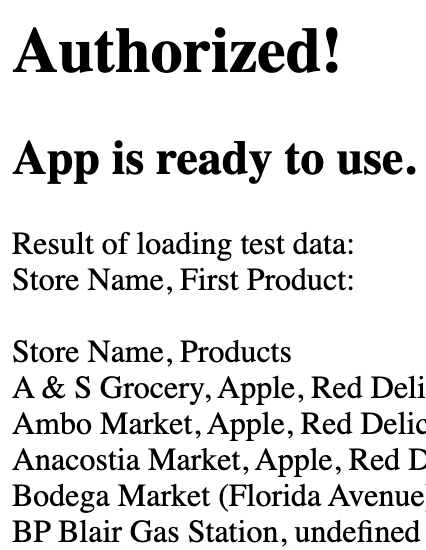 Authorized!
App is ready to use.
Result of loading test data:
Store Name, First Product:
Store Name, Products
A & S Grocery, Apple, Red Deli
Ambo Market, Apple, Red Delic
Anacostia Market, Apple, Red D
Bodega Market (Florida Avenue)
BP Blair Gas Station, undefined